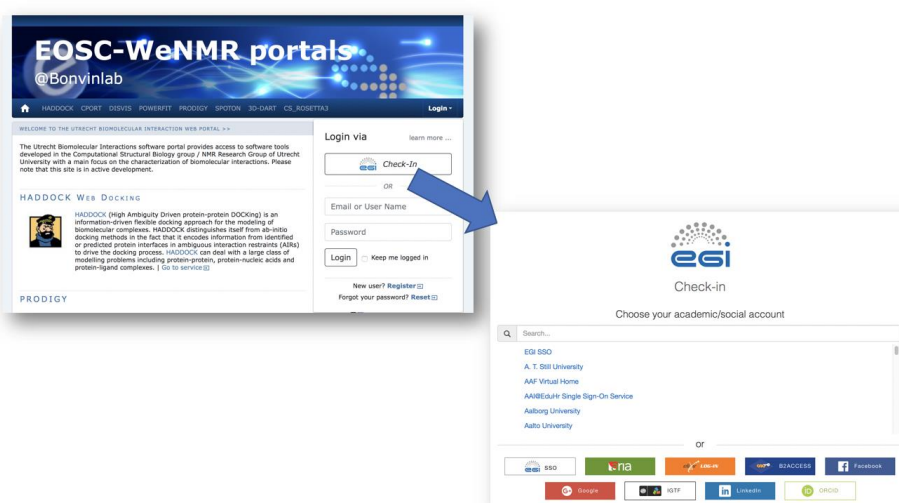 EOSC-WeNMR portals
@Bonvinlab
HADDOCK CPORT DISVIS POWERFIT PRODIGY SPOTON 3D-DART CS_ROSETTA3 Login
WELCOME TO THE UTRECHT BIOMOLECULAR INTERACTION WEB PORTAL >>
The Utrecht Biomolecular Interactions software portal provides access to software tools
developed in the Computational Structural Biology group / NMR Research Group of Utrecht
University with a main focus on the characterization of biomolecular interactions. Please
note that this site is in active development.
HADDOCK WEB DOCKING
HADDOCK (High Ambiguity Driven protein-protein DOCKing) is an
information-driven flexible docking approach for the modeling of
biomolecular complexes. HADDOCK distinguishes itself from ab-initio
docking methods in the fact that it encodes information from identified
or predicted protein interfaces in ambiguous interaction restraints (AIRs)
to drive the docking process. HADDOCK can deal with a large class of
modelling problems including protein-protein, protein-nucleic acids and
protein-ligand complexes. | Go to service
PRODIGY
Login via learn more ...
egi Check-In
OR
Email or User Name
Password
Login Keep me logged in
New user? Register
Forgot your password? Reset
egi
Check-in
Choose your academic/social account
Search...
EGI SSO
A. T. Still University
AAF Virtual Home
AAI@EduHr Single Sign-On Service
Aalborg University
Aalto University
or
egi SSO
B2ACCESS
Facebook
Google
IGTF
in LinkedIn
iD ORCID